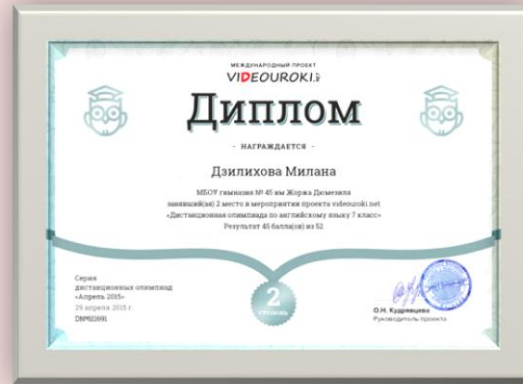 МЕЖДУНАРОДНЫЙ ПРОЕКТ
VIDEOUROKI.NET
Диплом
- НАГРАЖДАЕТСЯ -
Дзилихова Милана
МБОУ гимназия № 45 им Жоржа Дюмезиля
занявший(ая) 2 место в мероприятии проекта videouroki.net
«Дистанционная олимпиада по английскому языку 7 класс»
Результат 45 балла(ов) из 52
Серия
дистанционных олимпиад
«Апрель 2015»
29 апреля 2015 г.
2
О.Н. Кудрявцева
Руководитель проекта